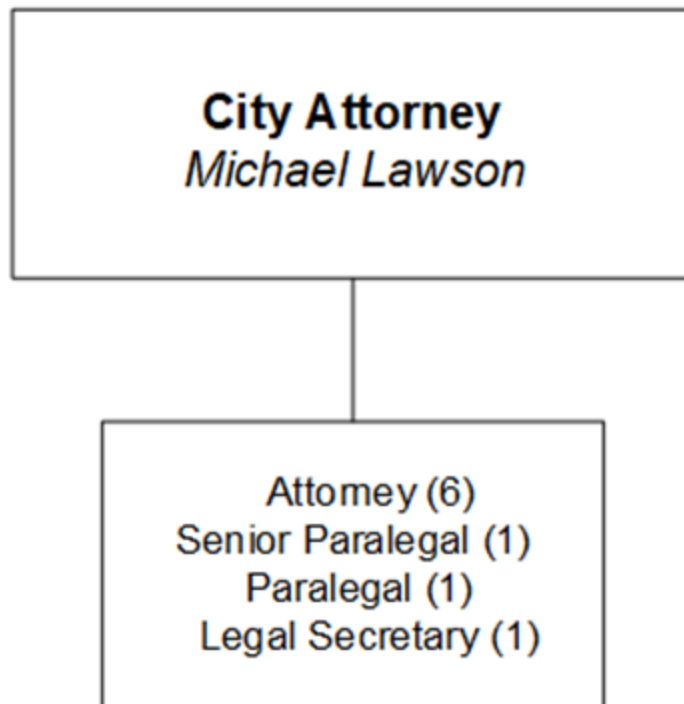 City Attorney
Michael Lawson
Attorney (6)
Senior Paralegal (1)
Paralegal (1)
Legal Secretary (1)